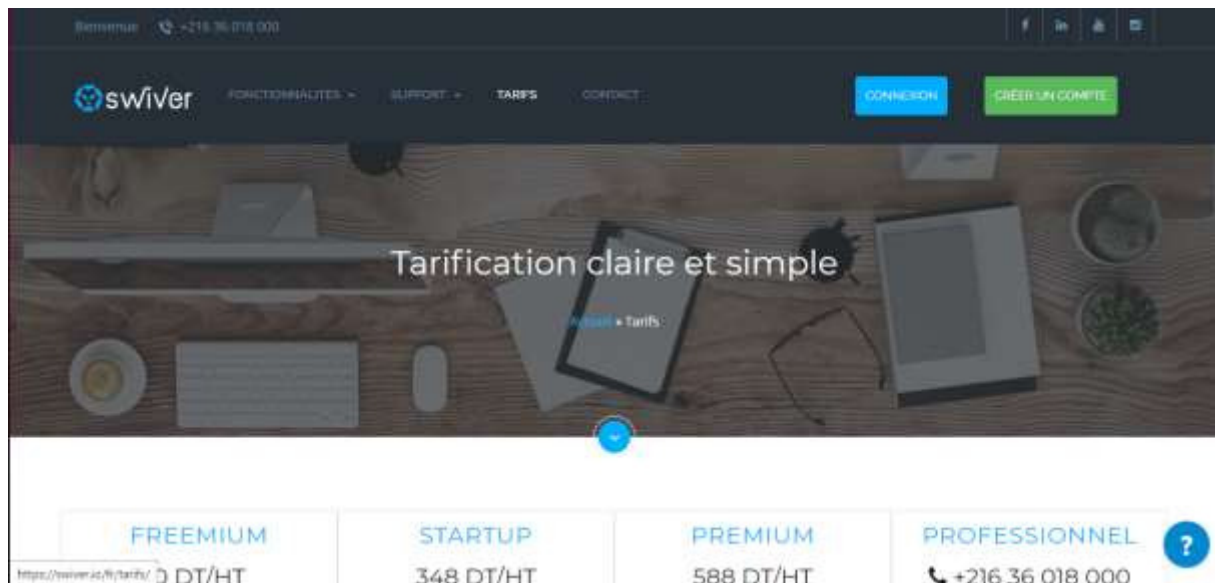 Bienvenue +216 36 018 000
swiver FONCTIONNALITÉS SUPPORT TARIFS CONTACT CONNEXION CRÉER UN COMPTE
Tarification claire et simple
Accueil » Tarifs
FREEMIUM STARTUP PREMIUM PROFESSIONNEL
0 DT/HT 348 DT/HT 588 DT/HT +216 36 018 000
?
https://swiver.io/fr/tarifs/